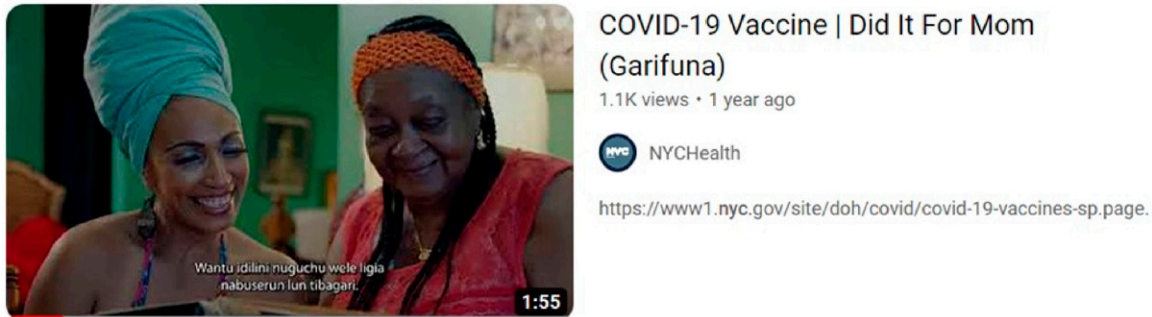 COVID-19 Vaccine | Did It For Mom
(Garifuna)
1.1K views • 1 year ago
NYC
NYCHealth
https://www1.nyc.gov/site/doh/covid/covid-19-vaccines-sp.page.
Wantu idilini nuguchu wele ligia
nabuserun lun tibagari.
1:55